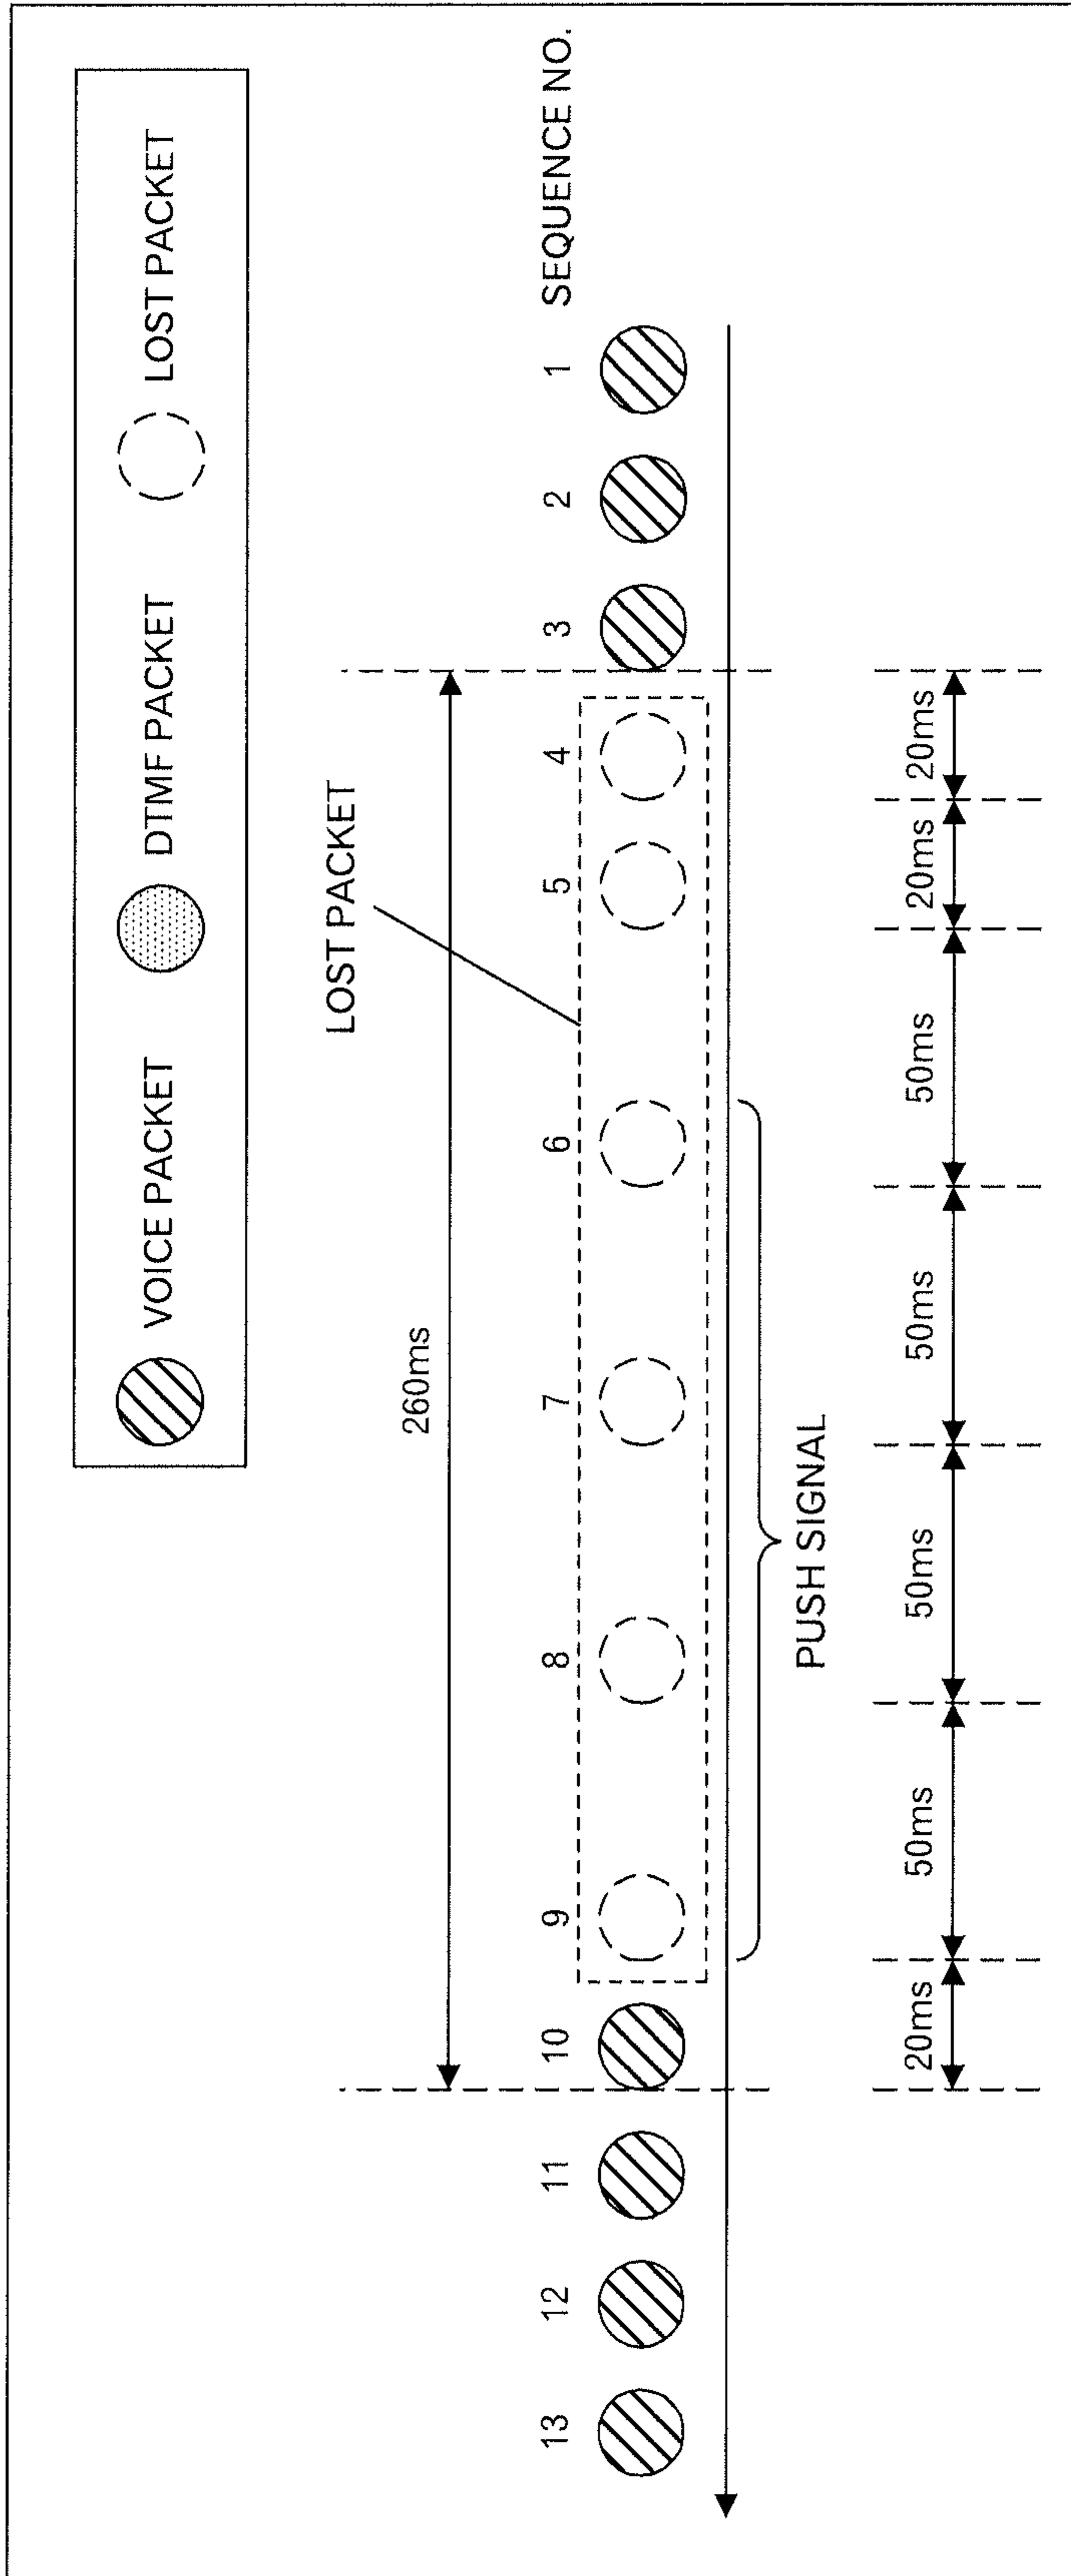 VOICE PACKET
DTMF PACKET
LOST PACKET
LOST PACKET
260ms
13 12 11 10 9 8 7 6 5 4 3 2 1 SEQUENCE NO.
PUSH SIGNAL
20ms 50ms 50ms 50ms 50ms 20ms 20ms